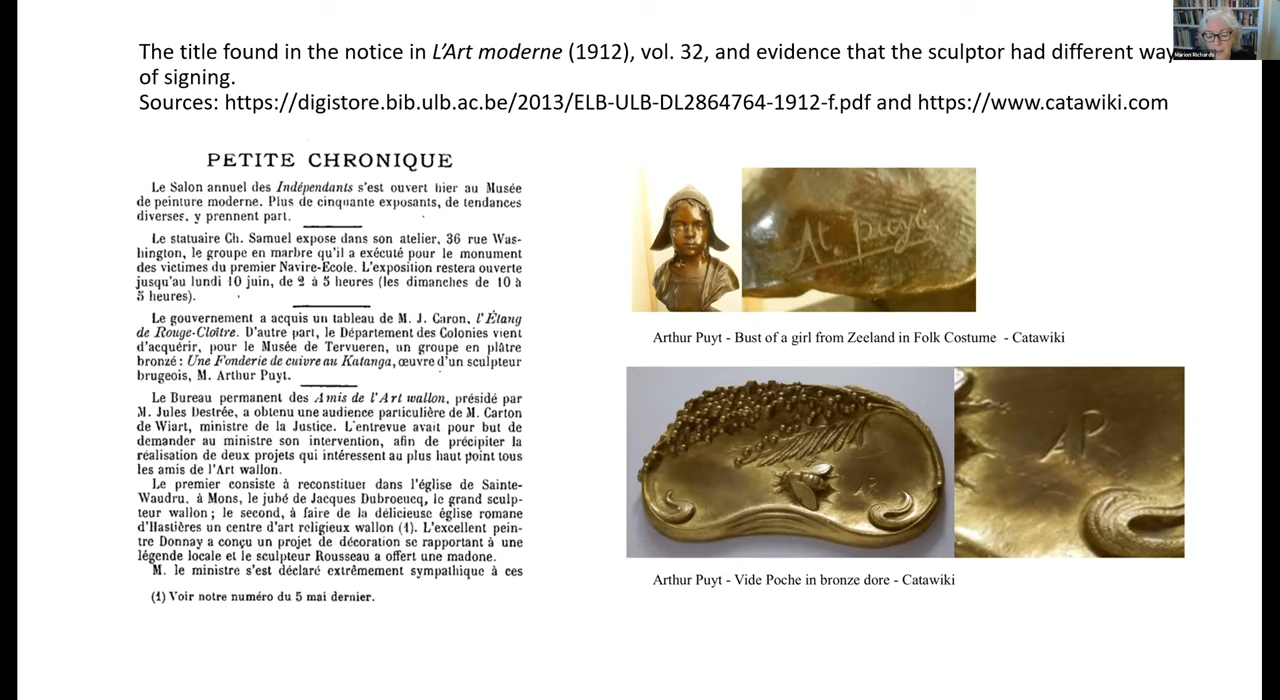 The title found in the notice in L'Art moderne (1912), vol. 32, and evidence that the sculptor had different way
of signing.
Sources: https://digistore.bib.ulb.ac.be/2013/ELB-ULB-DL2864764-1912-f.pdf and https://www.catawiki.com
Marion Richards
PETITE CHRONIQUE
Le Salon annuel des Indépendants s'est ouvert hier au Musée
de peinture moderne. Plus de cinquante exposants, de tendances
diverses, y prennent part.
Le statuaire Ch. Samuel expose dans son atelier, 36 rue Was-
hington, le groupe en marbre qu'il a exécuté pour le monument
des victimes du premier Navire-École. L'exposition restera ouverte
jusqu'au lundi 10 juin, de 2 à 5 heures (les dimanches de 10 à
5 heures).
Le gouvernement a acquis un tableau de M. J. Caron, l'Étang
de Rouge-Cloître. D'autre part, le Département des Colonies vient
d'acquérir, pour le Musée de Tervueren, un groupe en plâtre
bronzé : Une Fonderie de cuivre au Katanga, œuvre d'un sculpteur
brugeois, M. Arthur Puyt.
Le Bureau permanent des Amis de l'Art wallon, présidé par
M. Jules Destrée, a obtenu une audience particulière de M. Carton
de Wiart, ministre de la Justice. L'entrevue avait pour but de
demander au ministre son intervention, afin de précipiter la
réalisation de deux projets qui intéressent au plus haut point tous
les amis de l'Art wallon.
Le premier consiste à reconstituer dans l'église de Sainte-
Waudru, à Mons, le jubé de Jacques Dubroeucq, le grand sculp-
teur wallon ; le second, à faire de la délicieuse église romane
d'Hastières un centre d'art religieux wallon (1). L'excellent pein-
tre Donnay a conçu un projet de décoration se rapportant à une
légende locale et le sculpteur Rousseau a offert une madone.
M. le ministre s'est déclaré extrêmement sympathique à ces
(1) Voir notre numéro du 5 mai dernier.
At. Puyt
Arthur Puyt - Bust of a girl from Zeeland in Folk Costume - Catawiki
AP
AP
Arthur Puyt - Vide Poche in bronze dore - Catawiki